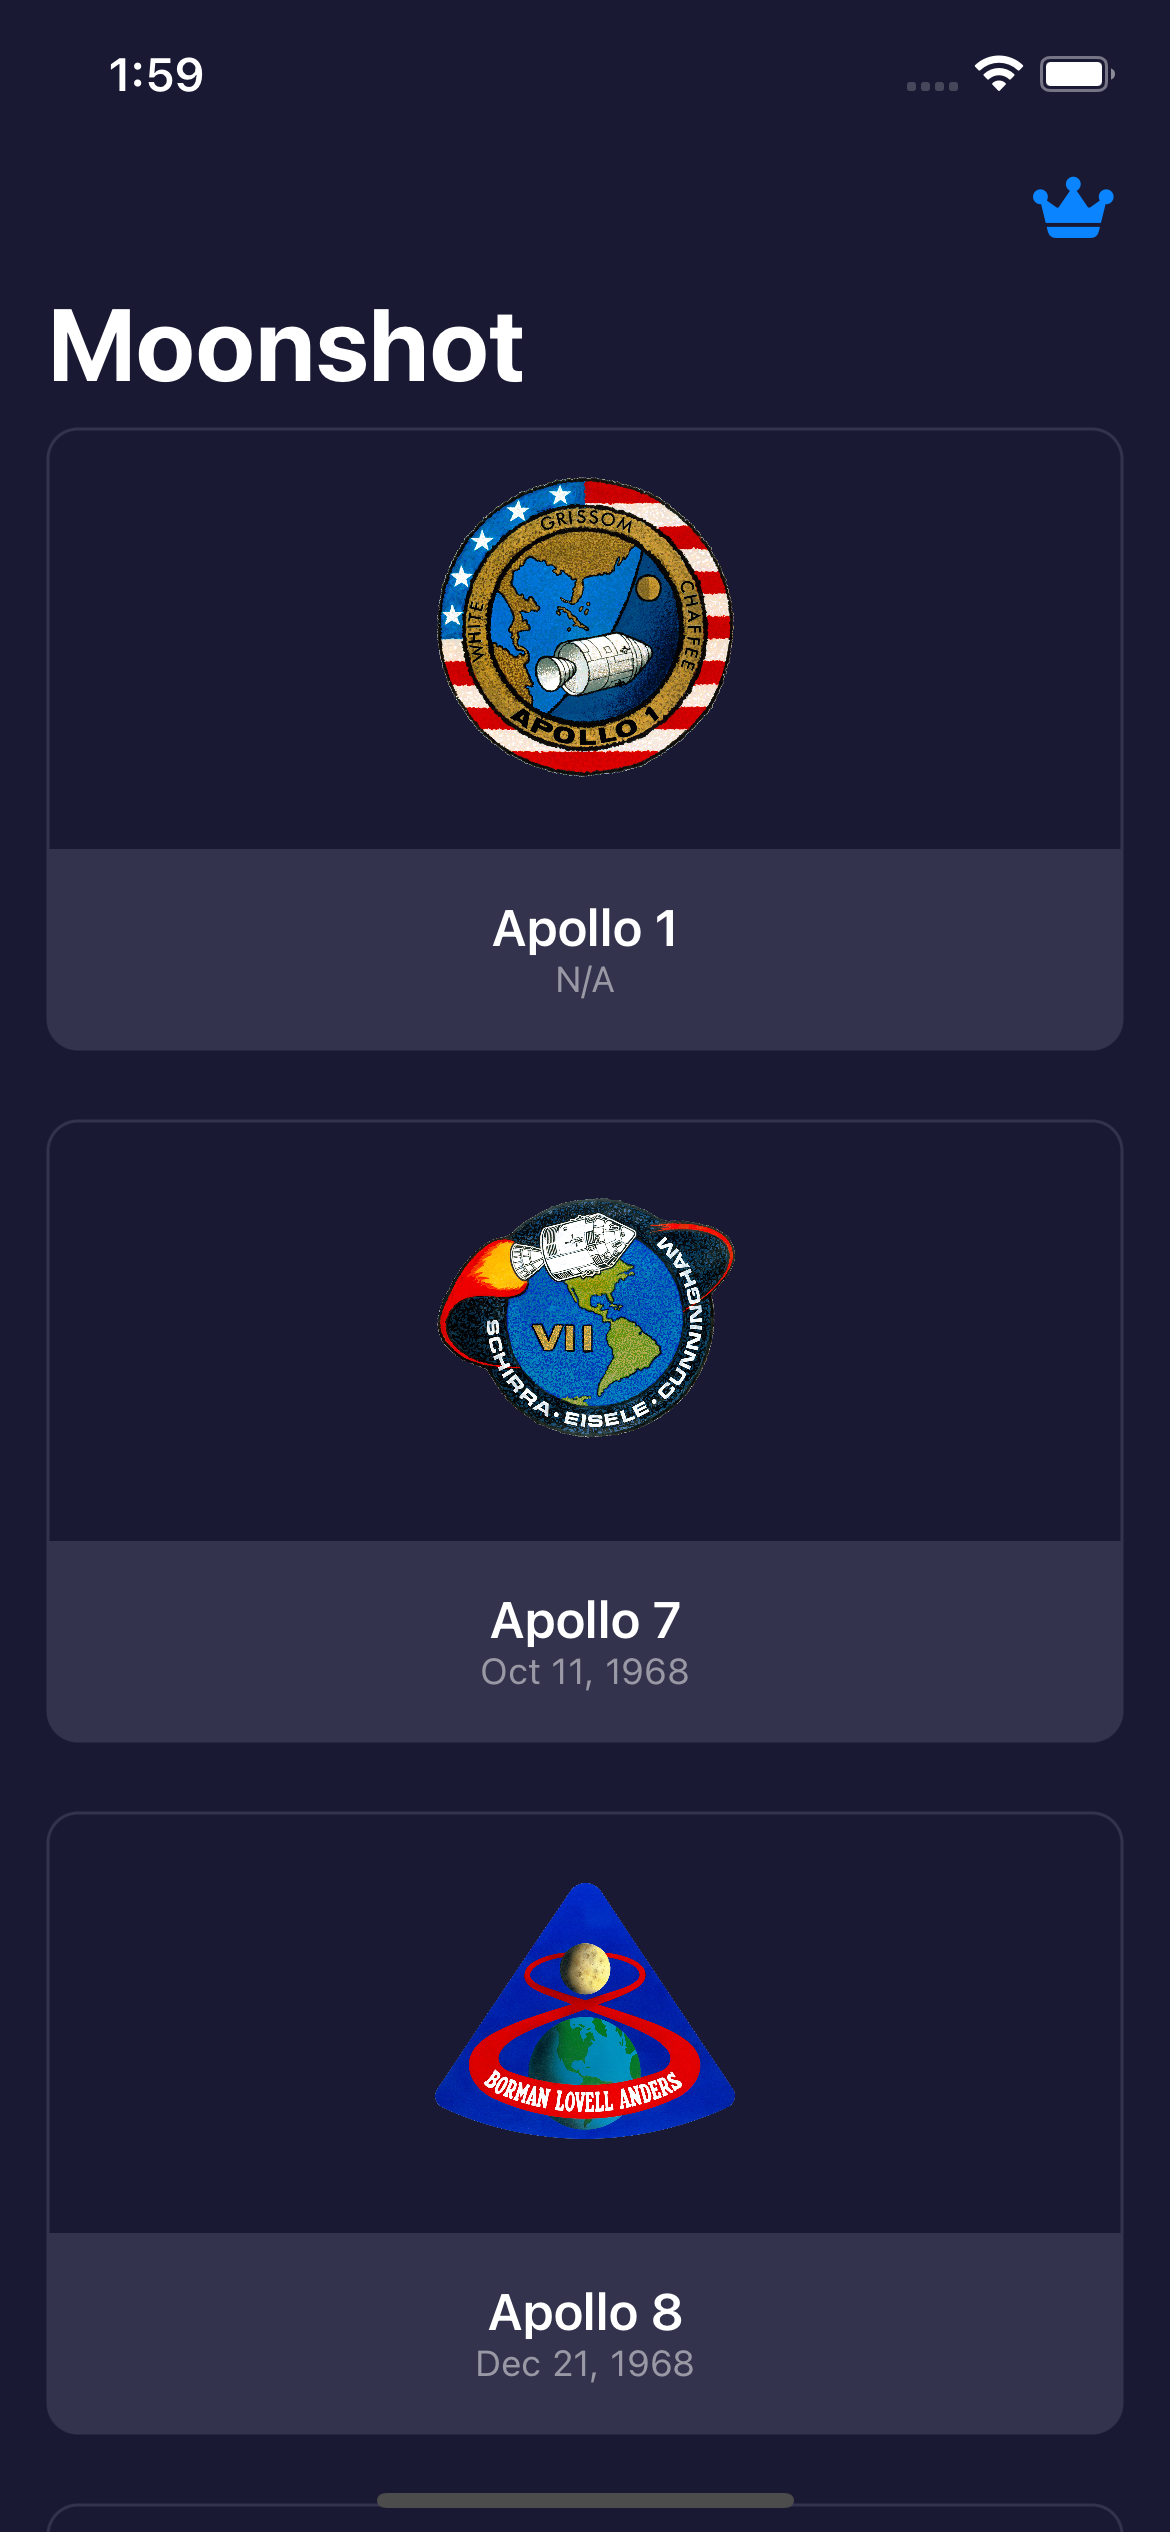 1:59
Moonshot
GRISSOM
WHITE
CHAFFEE
APOLLO 1
Apollo 1
N/A
VII
SCHIRRA • EISELE • CUNNINGHAM
Apollo 7
Oct 11, 1968
BORMAN LOVELL ANDERS
Apollo 8
Dec 21, 1968